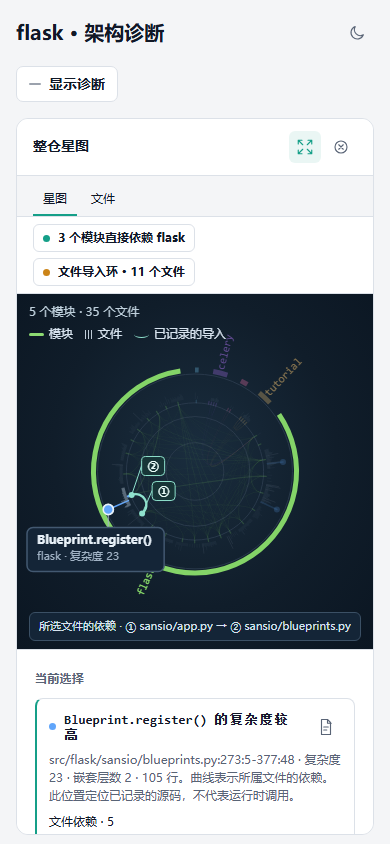 flask · 架构诊断
显示诊断
整仓星图
星图 文件
3 个模块直接依赖 flask
文件导入环 · 11 个文件
5 个模块 · 35 个文件
模块 文件 已记录的导入
celery
tutorial
②
①
Blueprint.register()
flask · 复杂度 23
所选文件的依赖 · ① sansio/app.py → ② sansio/blueprints.py
当前选择
Blueprint.register() 的复杂度较
高
src/flask/sansio/blueprints.py:273:5-377:48 · 复杂度
23 · 嵌套层数 2 · 105 行。曲线表示所属文件的依赖。
此位置定位已记录的源码，不代表运行时调用。
文件依赖 · 5